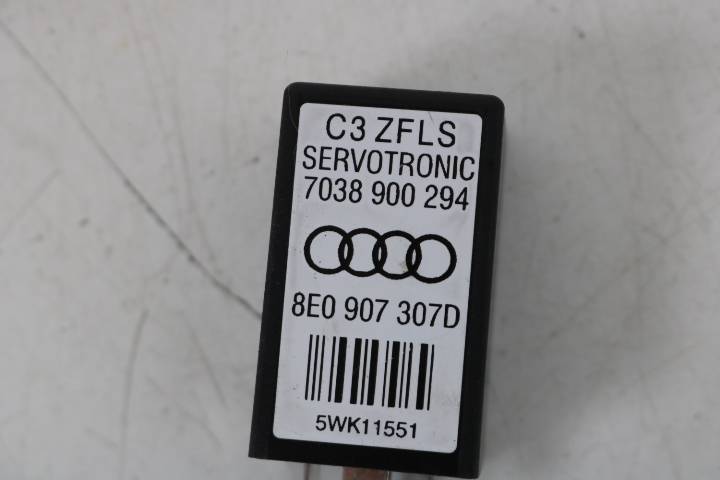 C3 ZFLS
SERVOTRONIC
7038 900 294
8E0 907 307D
5WK11551